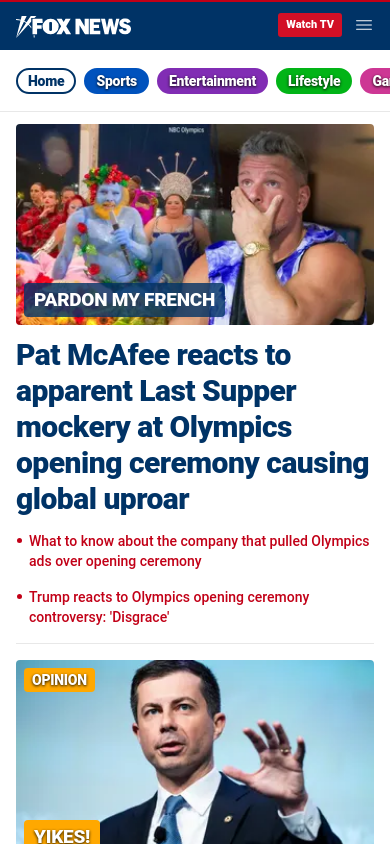 FOX NEWS
Watch TV
Home
Sports
Entertainment
Lifestyle
Ga
NBC Olympics
PARDON MY FRENCH
Pat McAfee reacts to
apparent Last Supper
mockery at Olympics
opening ceremony causing
global uproar
• What to know about the company that pulled Olympics
ads over opening ceremony
• Trump reacts to Olympics opening ceremony
controversy: 'Disgrace'
OPINION
YIKES!